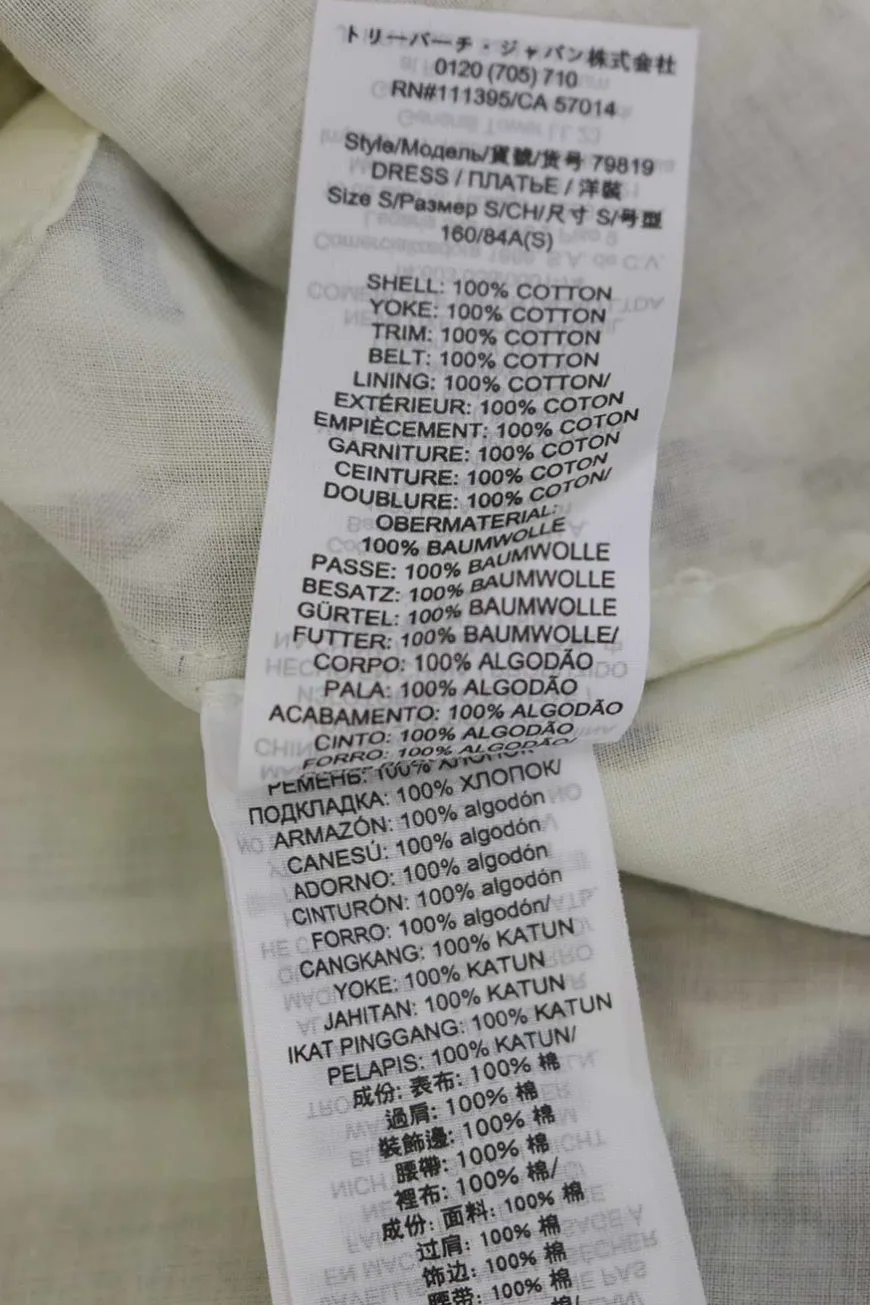 トリーバーチ・ジャパン株式会社
0120 (705) 710
RN#111395/CA 57014
Style/Модель/貨號/货号 79819
DRESS / ПЛАТЬЕ / 洋裝
Size S/Размер S/CH/尺寸 S/号型
160/84A(S)
SHELL: 100% COTTON
YOKE: 100% COTTON
TRIM: 100% COTTON
BELT: 100% COTTON
LINING: 100% COTTON/
EXTÉRIEUR: 100% COTON
EMPIÈCEMENT: 100% COTON
GARNITURE: 100% COTON
CEINTURE: 100% COTON
DOUBLURE: 100% COTON/
OBERMATERIAL:
100% BAUMWOLLE
PASSE: 100% BAUMWOLLE
BESATZ: 100% BAUMWOLLE
GÜRTEL: 100% BAUMWOLLE
FUTTER: 100% BAUMWOLLE/
CORPO: 100% ALGODÃO
PALA: 100% ALGODÃO
ACABAMENTO: 100% ALGODÃO
CINTO: 100% ALGODÃO
FORRO: 100% ALGODÃO/
РЕМЕНЬ: 100% ХЛОПОК
ПОДКЛАДКА: 100% ХЛОПОК/
ARMAZÓN: 100% algodón
CANESÚ: 100% algodón
ADORNO: 100% algodón
CINTURÓN: 100% algodón
FORRO: 100% algodón/
CANGKANG: 100% KATUN
YOKE: 100% KATUN
JAHITAN: 100% KATUN
IKAT PINGGANG: 100% KATUN
PELAPIS: 100% KATUN/
成份: 表布: 100% 棉
過肩: 100% 棉
裝飾邊: 100% 棉
腰帶: 100% 棉
裡布: 100% 棉/
成份: 面料: 100% 棉
过肩: 100% 棉
饰边: 100% 棉
腰带: 100% 棉